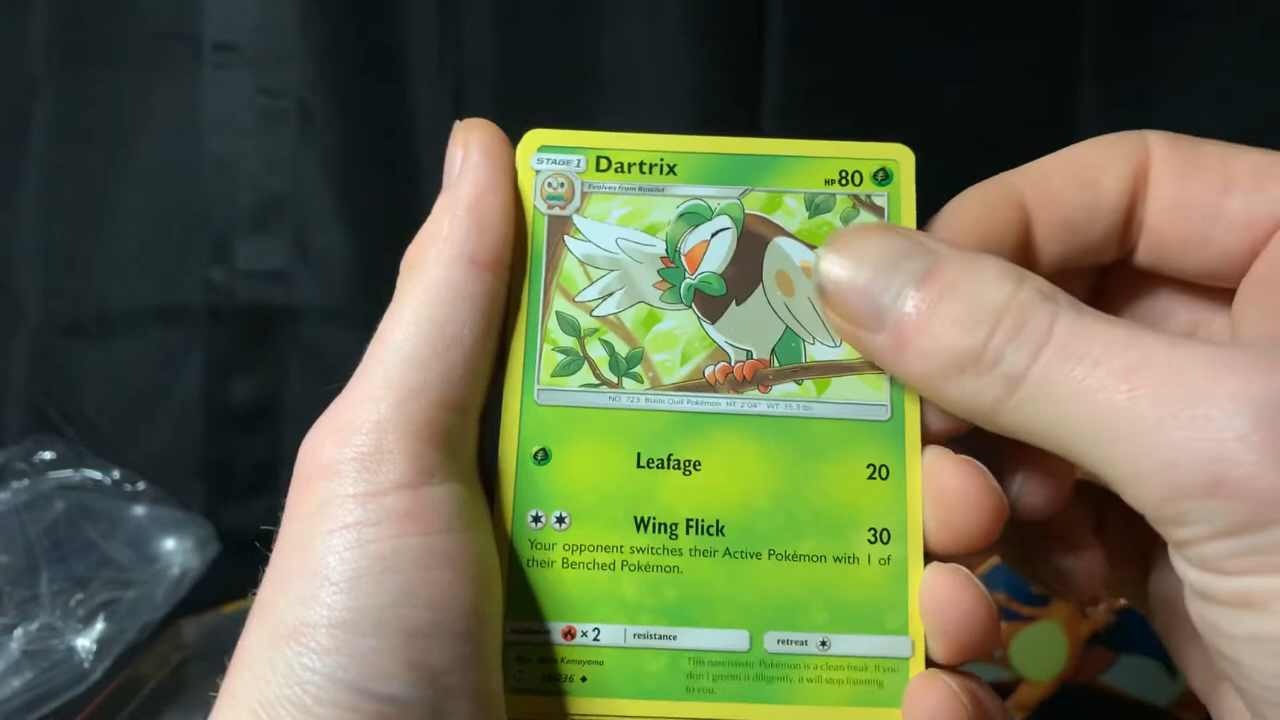 STAGE 1 Dartrix HP 80
Evolves from Rowlet
NO. 723 Blade Quill Pokémon HT: 2'04" WT: 35.3 lbs
Leafage 20
Wing Flick 30
Your opponent switches their Active Pokémon with 1 of
their Benched Pokémon.
weakness ×2 resistance retreat
Kamayama
/236
This narcissistic Pokémon is a clean freak. If you
don't groom it diligently, it will stop listening
to you.